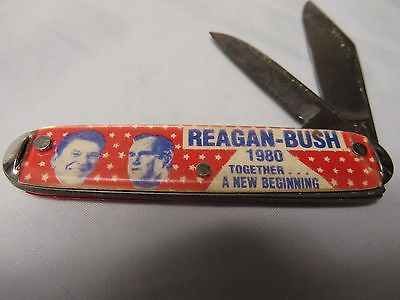 REAGAN-BUSH
1980
TOGETHER...
A NEW BEGINNING